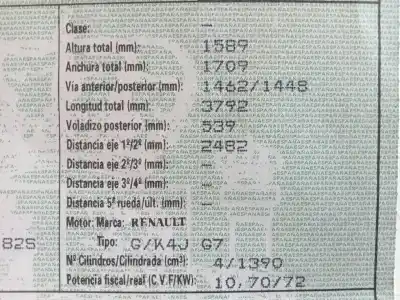 Clase: —
Altura total (mm): 1589
Anchura total (mm): 1709
Vía anterior/posterior (mm): 1462/1448
Longitud total (mm): 3792
Voladizo posterior (mm): 539
Distancia eje 1º/2º (mm): 2482
Distancia eje 2º/3º (mm): —
Distancia eje 3º/4º (mm): —
Distancia 5ª rueda/últ. (mm): —
Motor: Marca: RENAULT
825 Tipo: G/K4J G7
Nº Cilindros/Cilindrada (cm³): 4/1390
Potencia fiscal/real (C.V.F/KW): 10,70/72